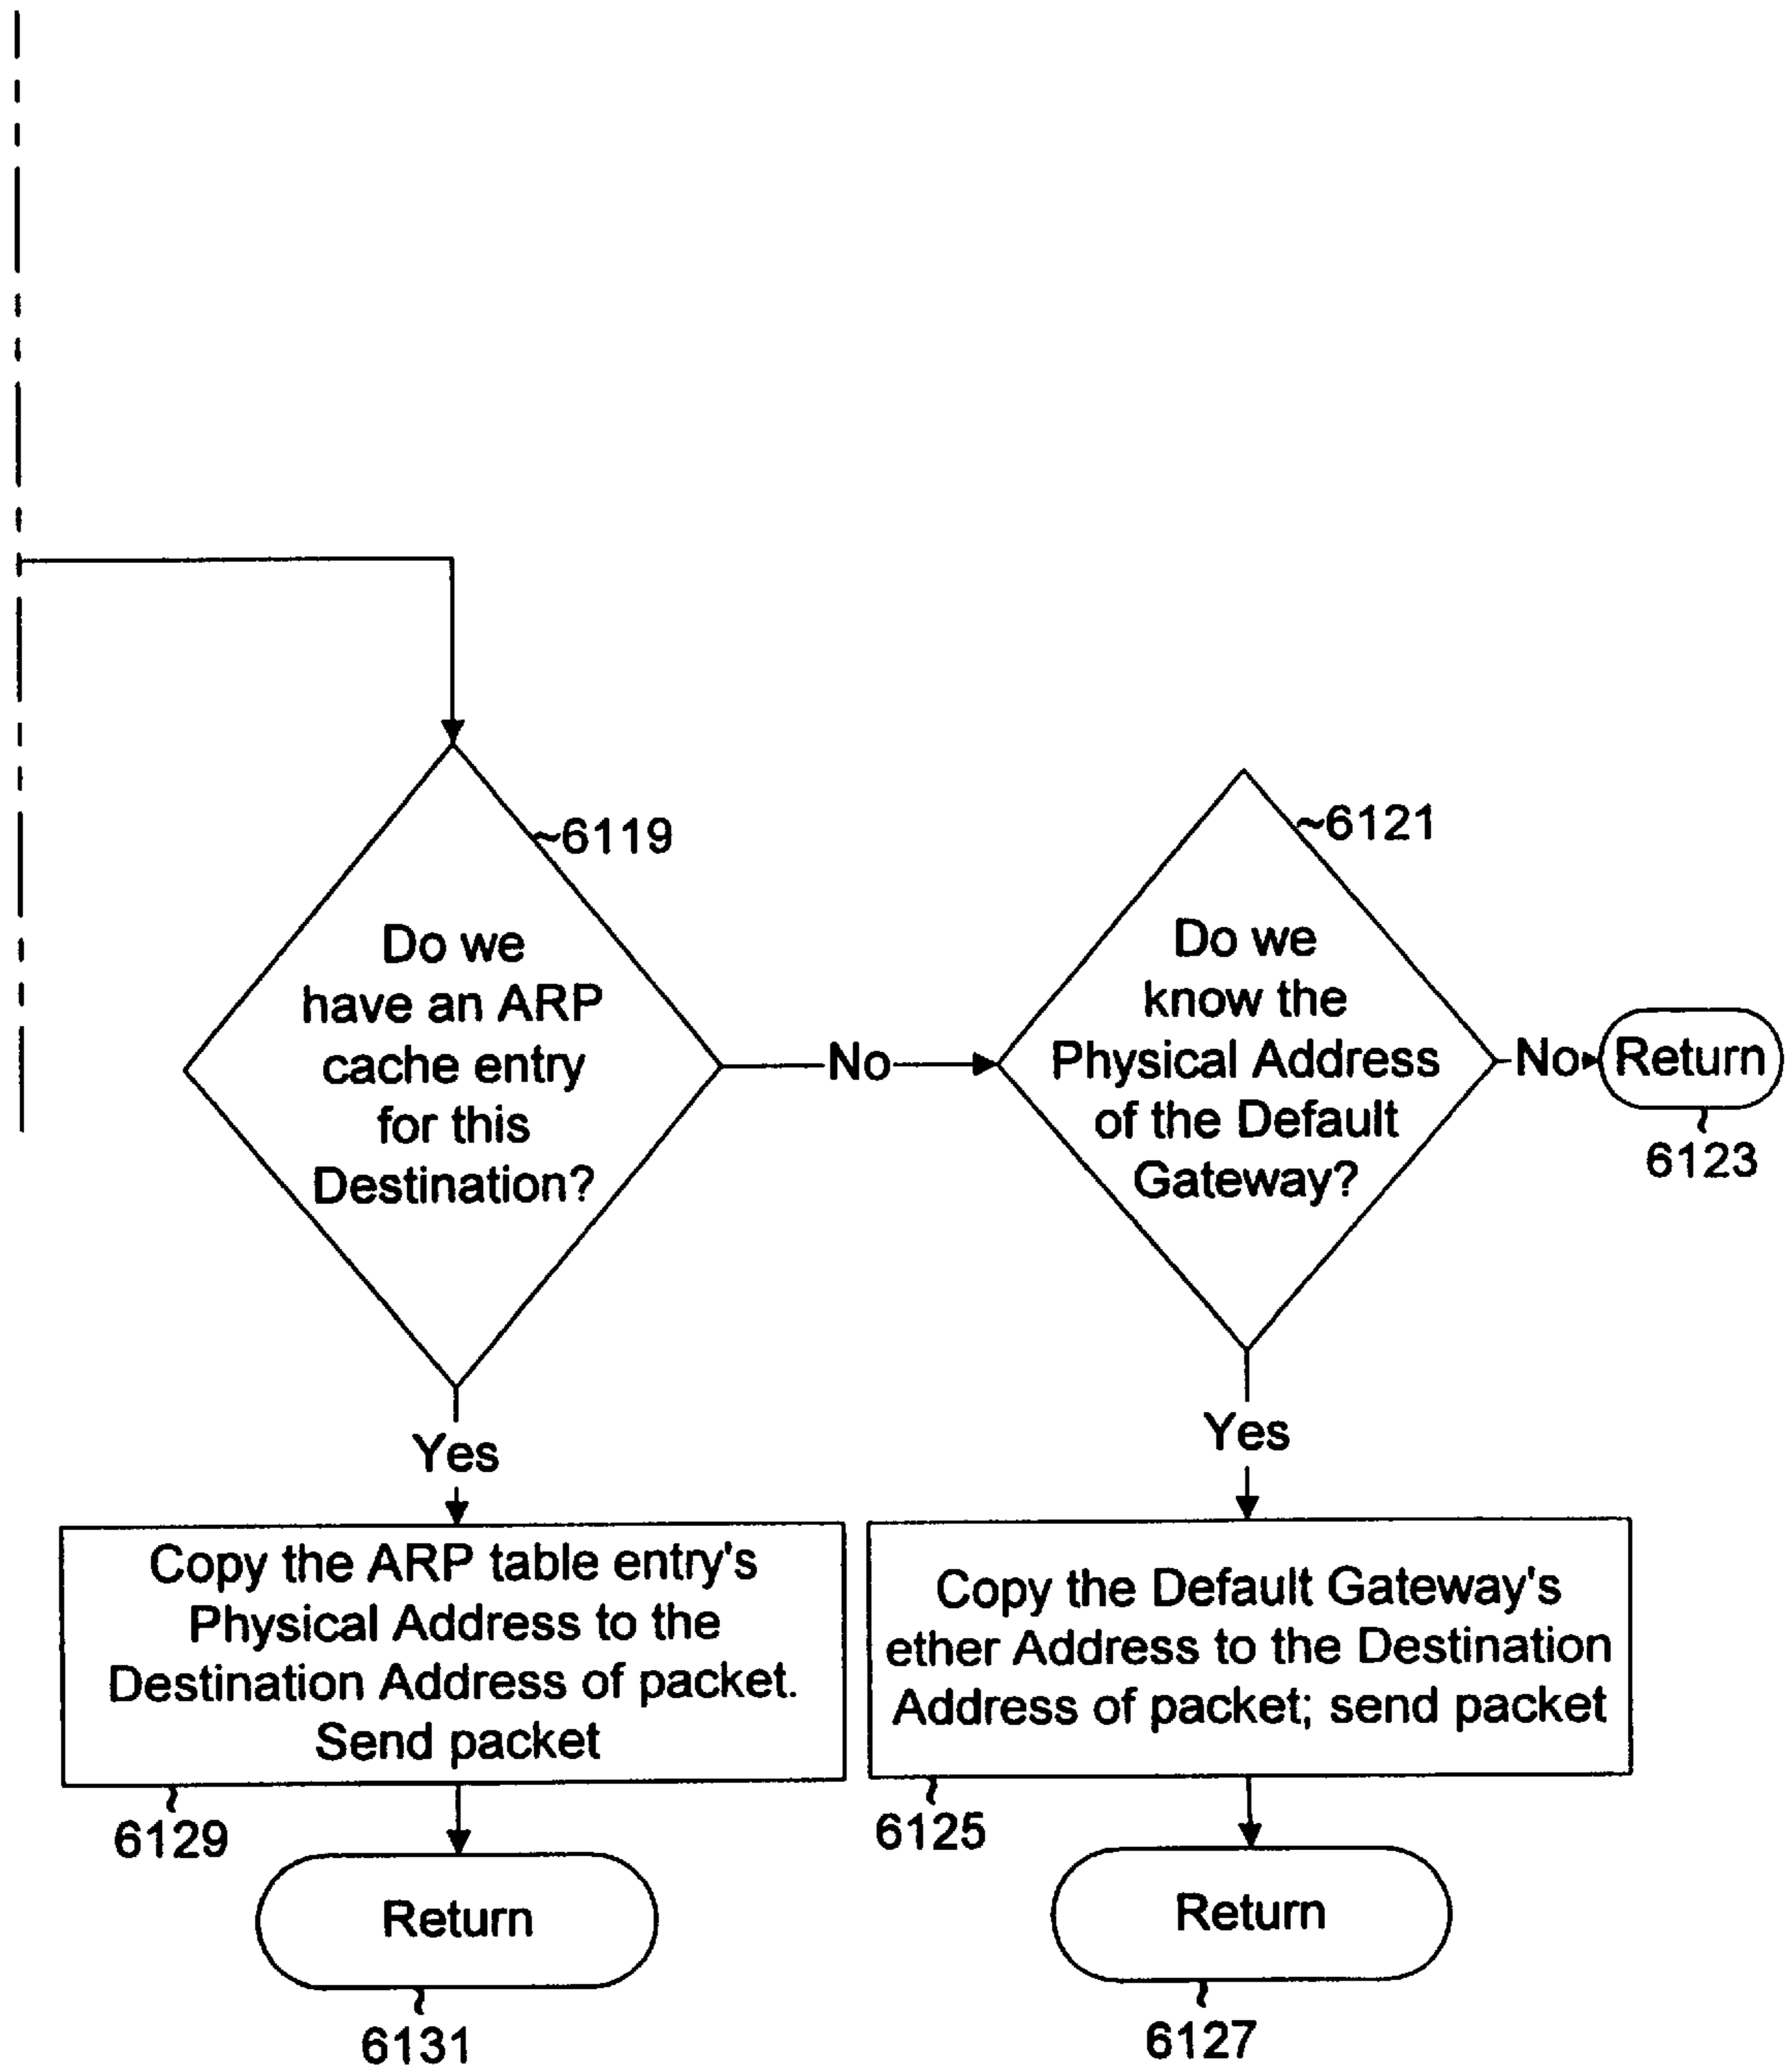 ~6119
Do we
have an ARP
cache entry
for this
Destination?
No
~6121
Do we
know the
Physical Address
of the Default
Gateway?
No
Return
6123
Yes
Yes
Copy the ARP table entry's
Physical Address to the
Destination Address of packet.
Send packet
6129
Copy the Default Gateway's
ether Address to the Destination
Address of packet; send packet
6125
Return
6131
Return
6127